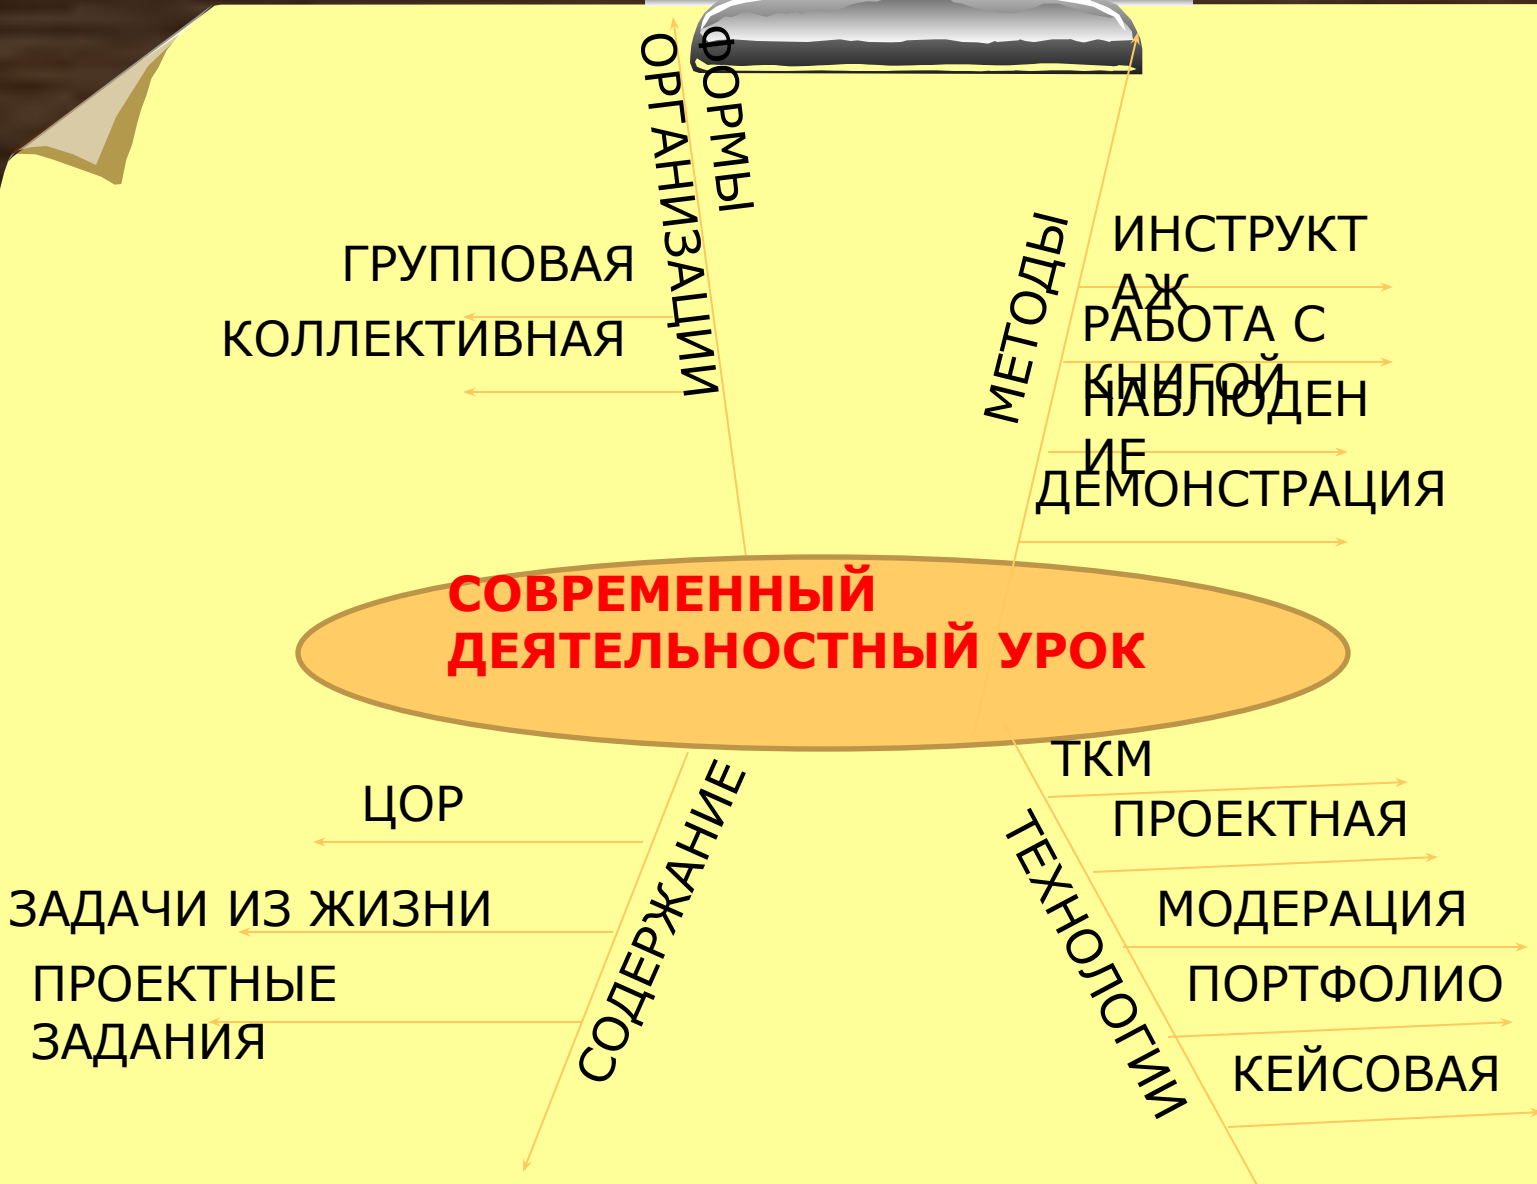 ФОРМЫ
ОРГАНИЗАЦИИ
ГРУППОВАЯ
КОЛЛЕКТИВНАЯ
МЕТОДЫ
ИНСТРУКТ
АЖ
РАБОТА С
КНИГОЙ
НАБЛЮДЕН
ИЕ
ДЕМОНСТРАЦИЯ
СОВРЕМЕННЫЙ
ДЕЯТЕЛЬНОСТНЫЙ УРОК
СОДЕРЖАНИЕ
ЦОР
ЗАДАЧИ ИЗ ЖИЗНИ
ПРОЕКТНЫЕ
ЗАДАНИЯ
ТЕХНОЛОГИИ
ТКМ
ПРОЕКТНАЯ
МОДЕРАЦИЯ
ПОРТФОЛИО
КЕЙСОВАЯ